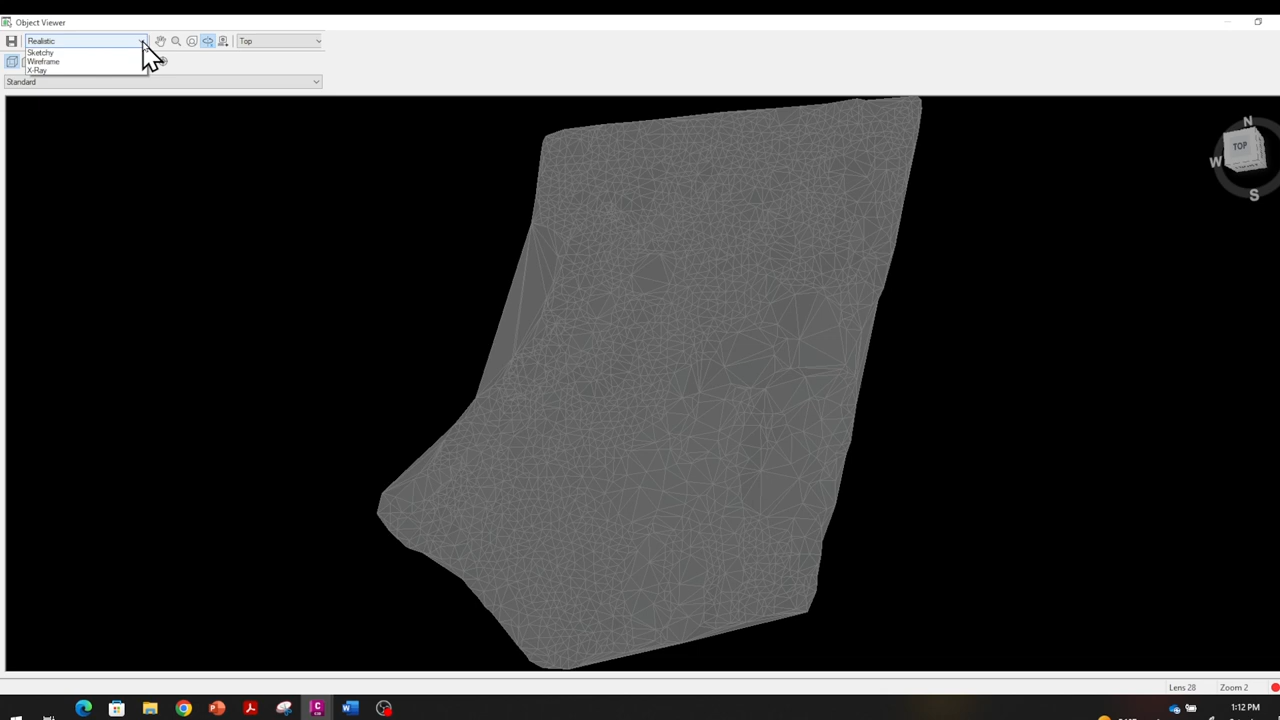 Object Viewer
Realistic
Top
Sketchy
Wireframe
X-Ray
Standard
N
TOP
W
S
Lens 28
Zoom 2
1:12 PM